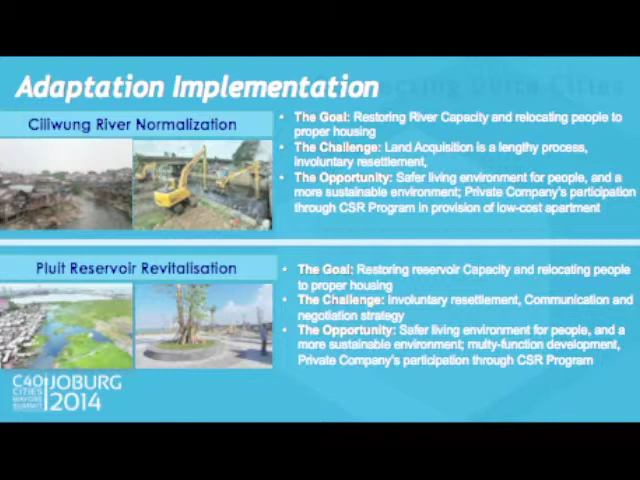 Adaptation Implementation
Ciliwung River Normalization
• The Goal: Restoring River Capacity and relocating people to
proper housing
• The Challenge: Land Acquisition is a lengthy process,
involuntary resettlement,
• The Opportunity: Safer living environment for people, and a
more sustainable environment; Private Company's participation
through CSR Program in provision of low-cost apartment
Pluit Reservoir Revitalisation
• The Goal: Restoring reservoir Capacity and relocating people
to proper housing
• The Challenge: involuntary resettlement, Communication and
negotiation strategy
• The Opportunity: Safer living environment for people, and a
more sustainable environment; multy-function development,
Private Company's participation through CSR Program
C40
CITIES
MAYORS
SUMMIT
JOBURG
2014